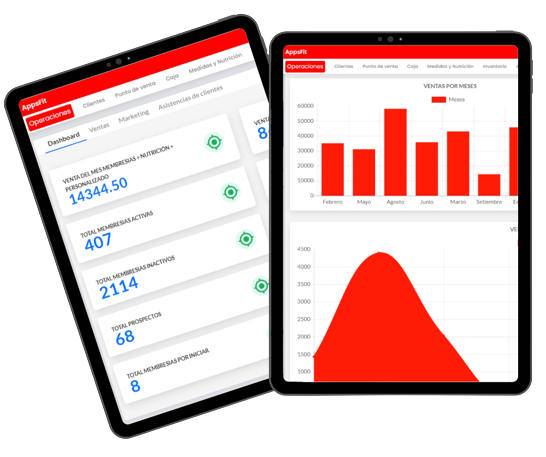 AppsFit
Operaciones Clientes Punto de venta Caja Medidas y Nutrición
Dashboard Ventas Marketing Asistencias de clientes
VENTA DEL MES MEMBRESIAS + NUTRICIÓN +
PERSONALIZADO
14344.50
TOTAL MEMBRESIAS ACTIVAS
407
TOTAL MEMBRESIAS INACTIVOS
2114
TOTAL PROSPECTOS
68
TOTAL MEMBRESIAS POR INICIAR
8
AppsFit
Operaciones Clientes Punto de venta Caja Medidas y Nutrición Inventario
VENTAS POR MESES
Meses
60000
50000
40000
30000
20000
10000
0
Febrero Mayo Agosto Junio Marzo Setiembre
4500
4000
3500
3000
2500
2000
1500
1000